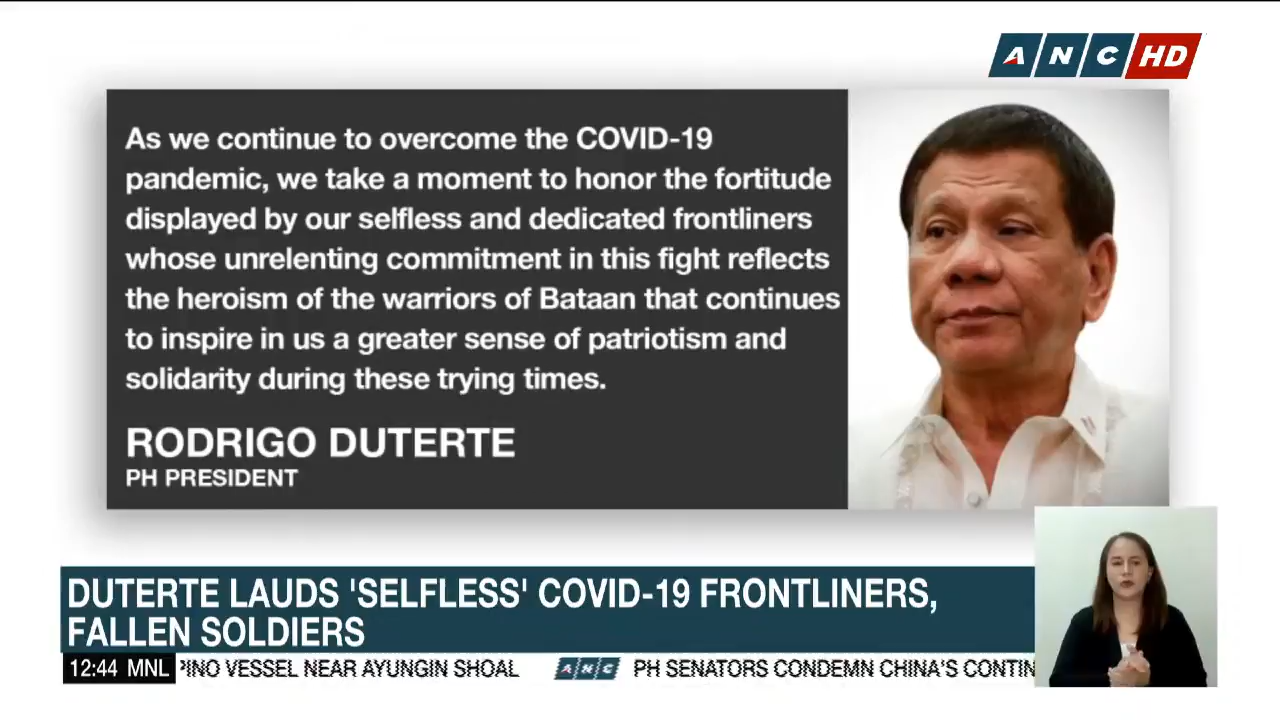 ANC HD
As we continue to overcome the COVID-19
pandemic, we take a moment to honor the fortitude
displayed by our selfless and dedicated frontliners
whose unrelenting commitment in this fight reflects
the heroism of the warriors of Bataan that continues
to inspire in us a greater sense of patriotism and
solidarity during these trying times.
RODRIGO DUTERTE
PH PRESIDENT
DUTERTE LAUDS 'SELFLESS' COVID-19 FRONTLINERS,
FALLEN SOLDIERS
12:44 MNL PINO VESSEL NEAR AYUNGIN SHOAL ANC PH SENATORS CONDEMN CHINA'S CONTIN